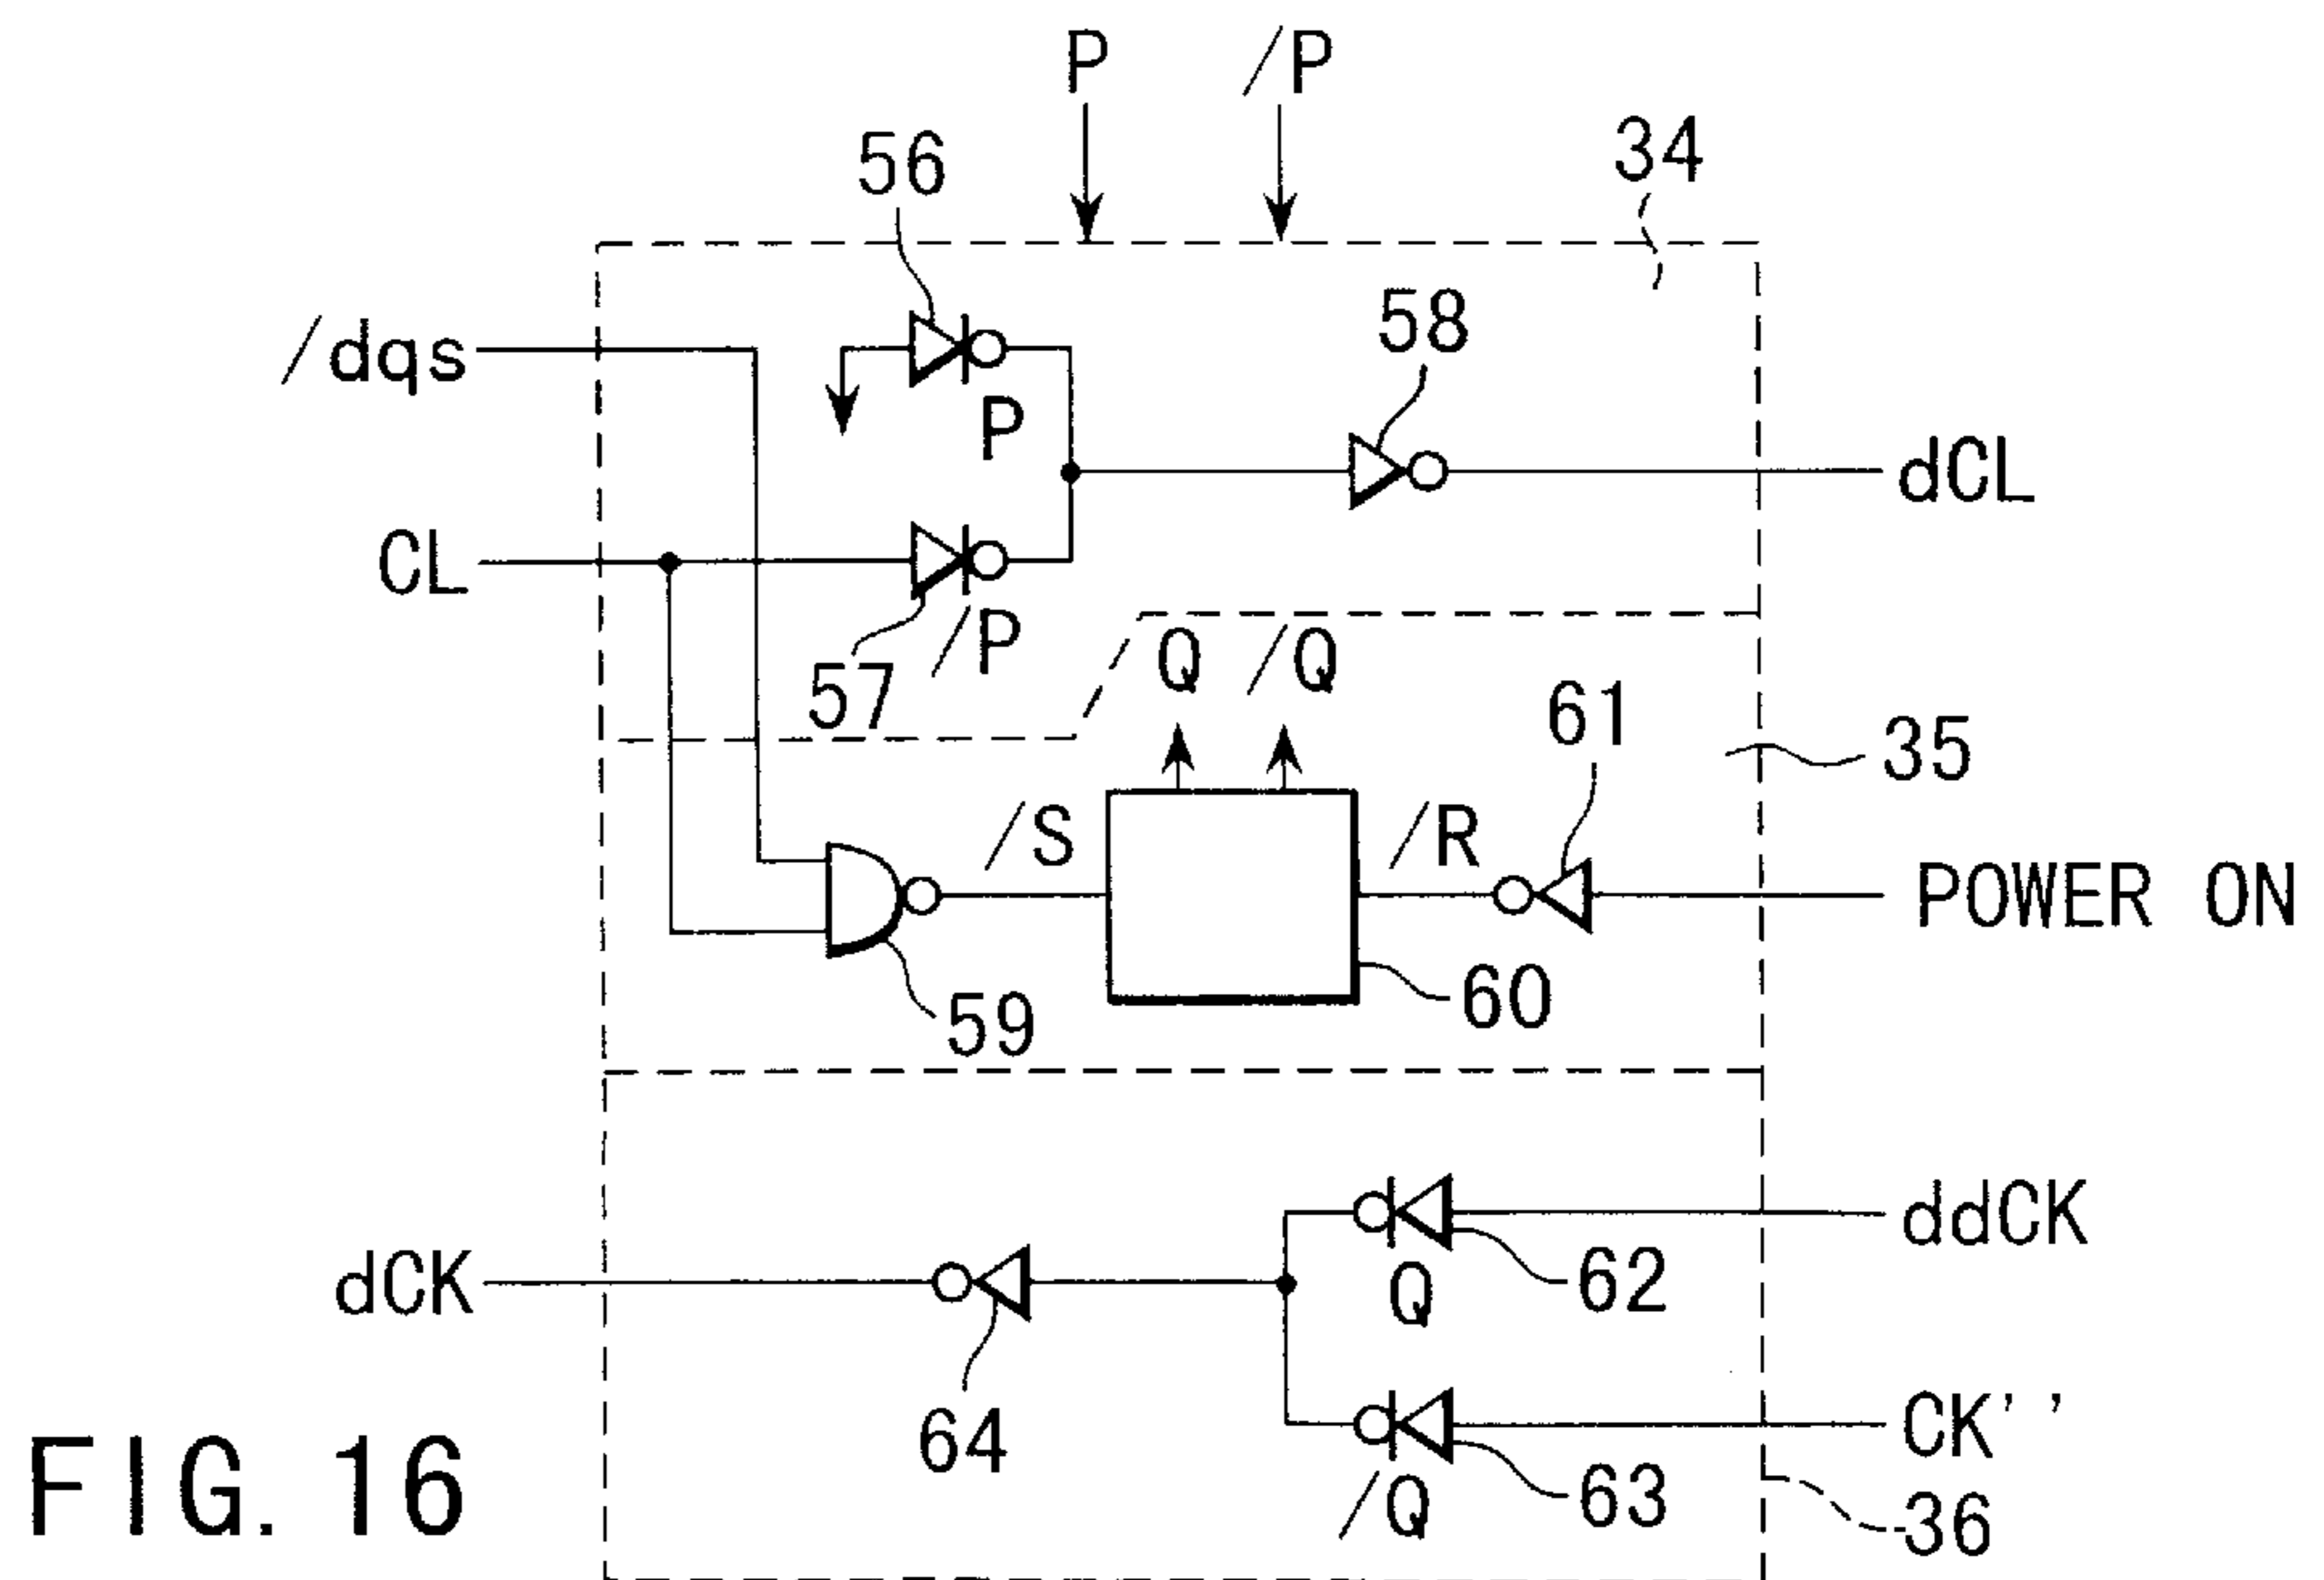 P /P
34
56
/dqs
58
P
dCL
CL
/P
57
Q /Q
61
35
/S
/R
POWER ON
60
59
ddCK
dCK
62
Q
CK''
64
/Q
63
36
FIG. 16